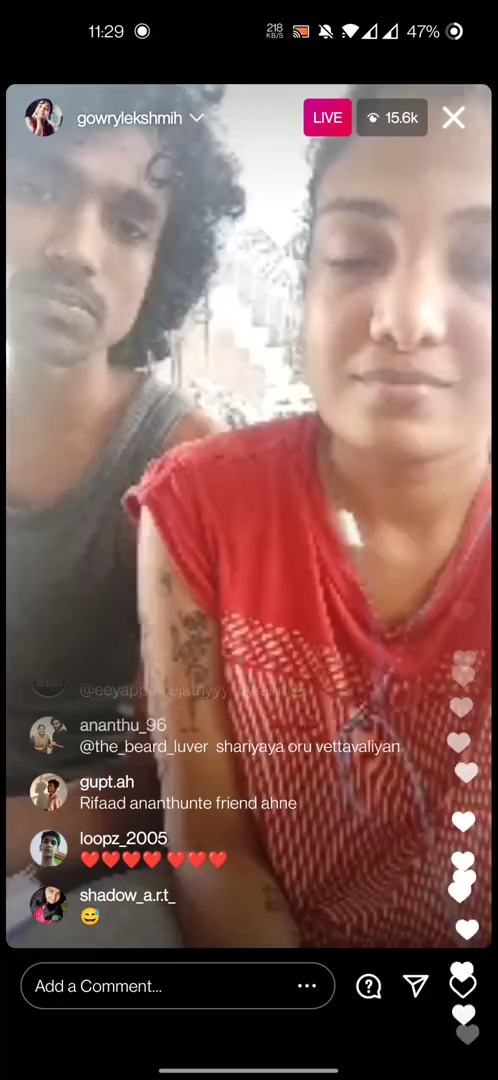 11:29
218
KB/S
47%
gowrylekshmih
LIVE
15.6k
ananthu_96
@the_beard_luver shariyaya oru vettavaliyan
gupt.ah
Rifaad ananthunte friend ahne
loopz_2005
❤️❤️❤️❤️ ❤️❤️❤️
shadow_a.r.t_
😅
Add a Comment...